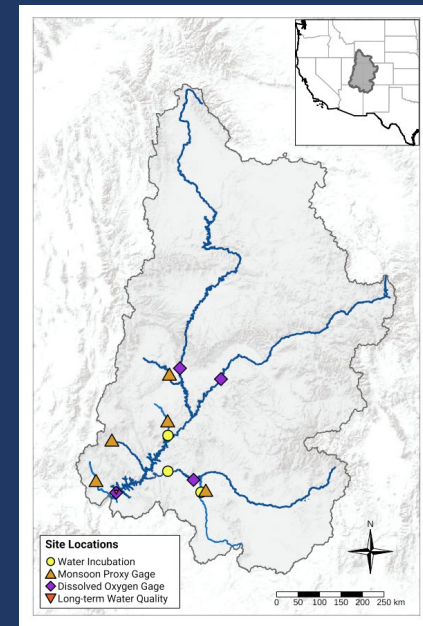 N
Site Locations
Water Incubation
Monsoon Proxy Gage
Dissolved Oxygen Gage
Long-term Water Quality
0 50 100 150 200 250 km